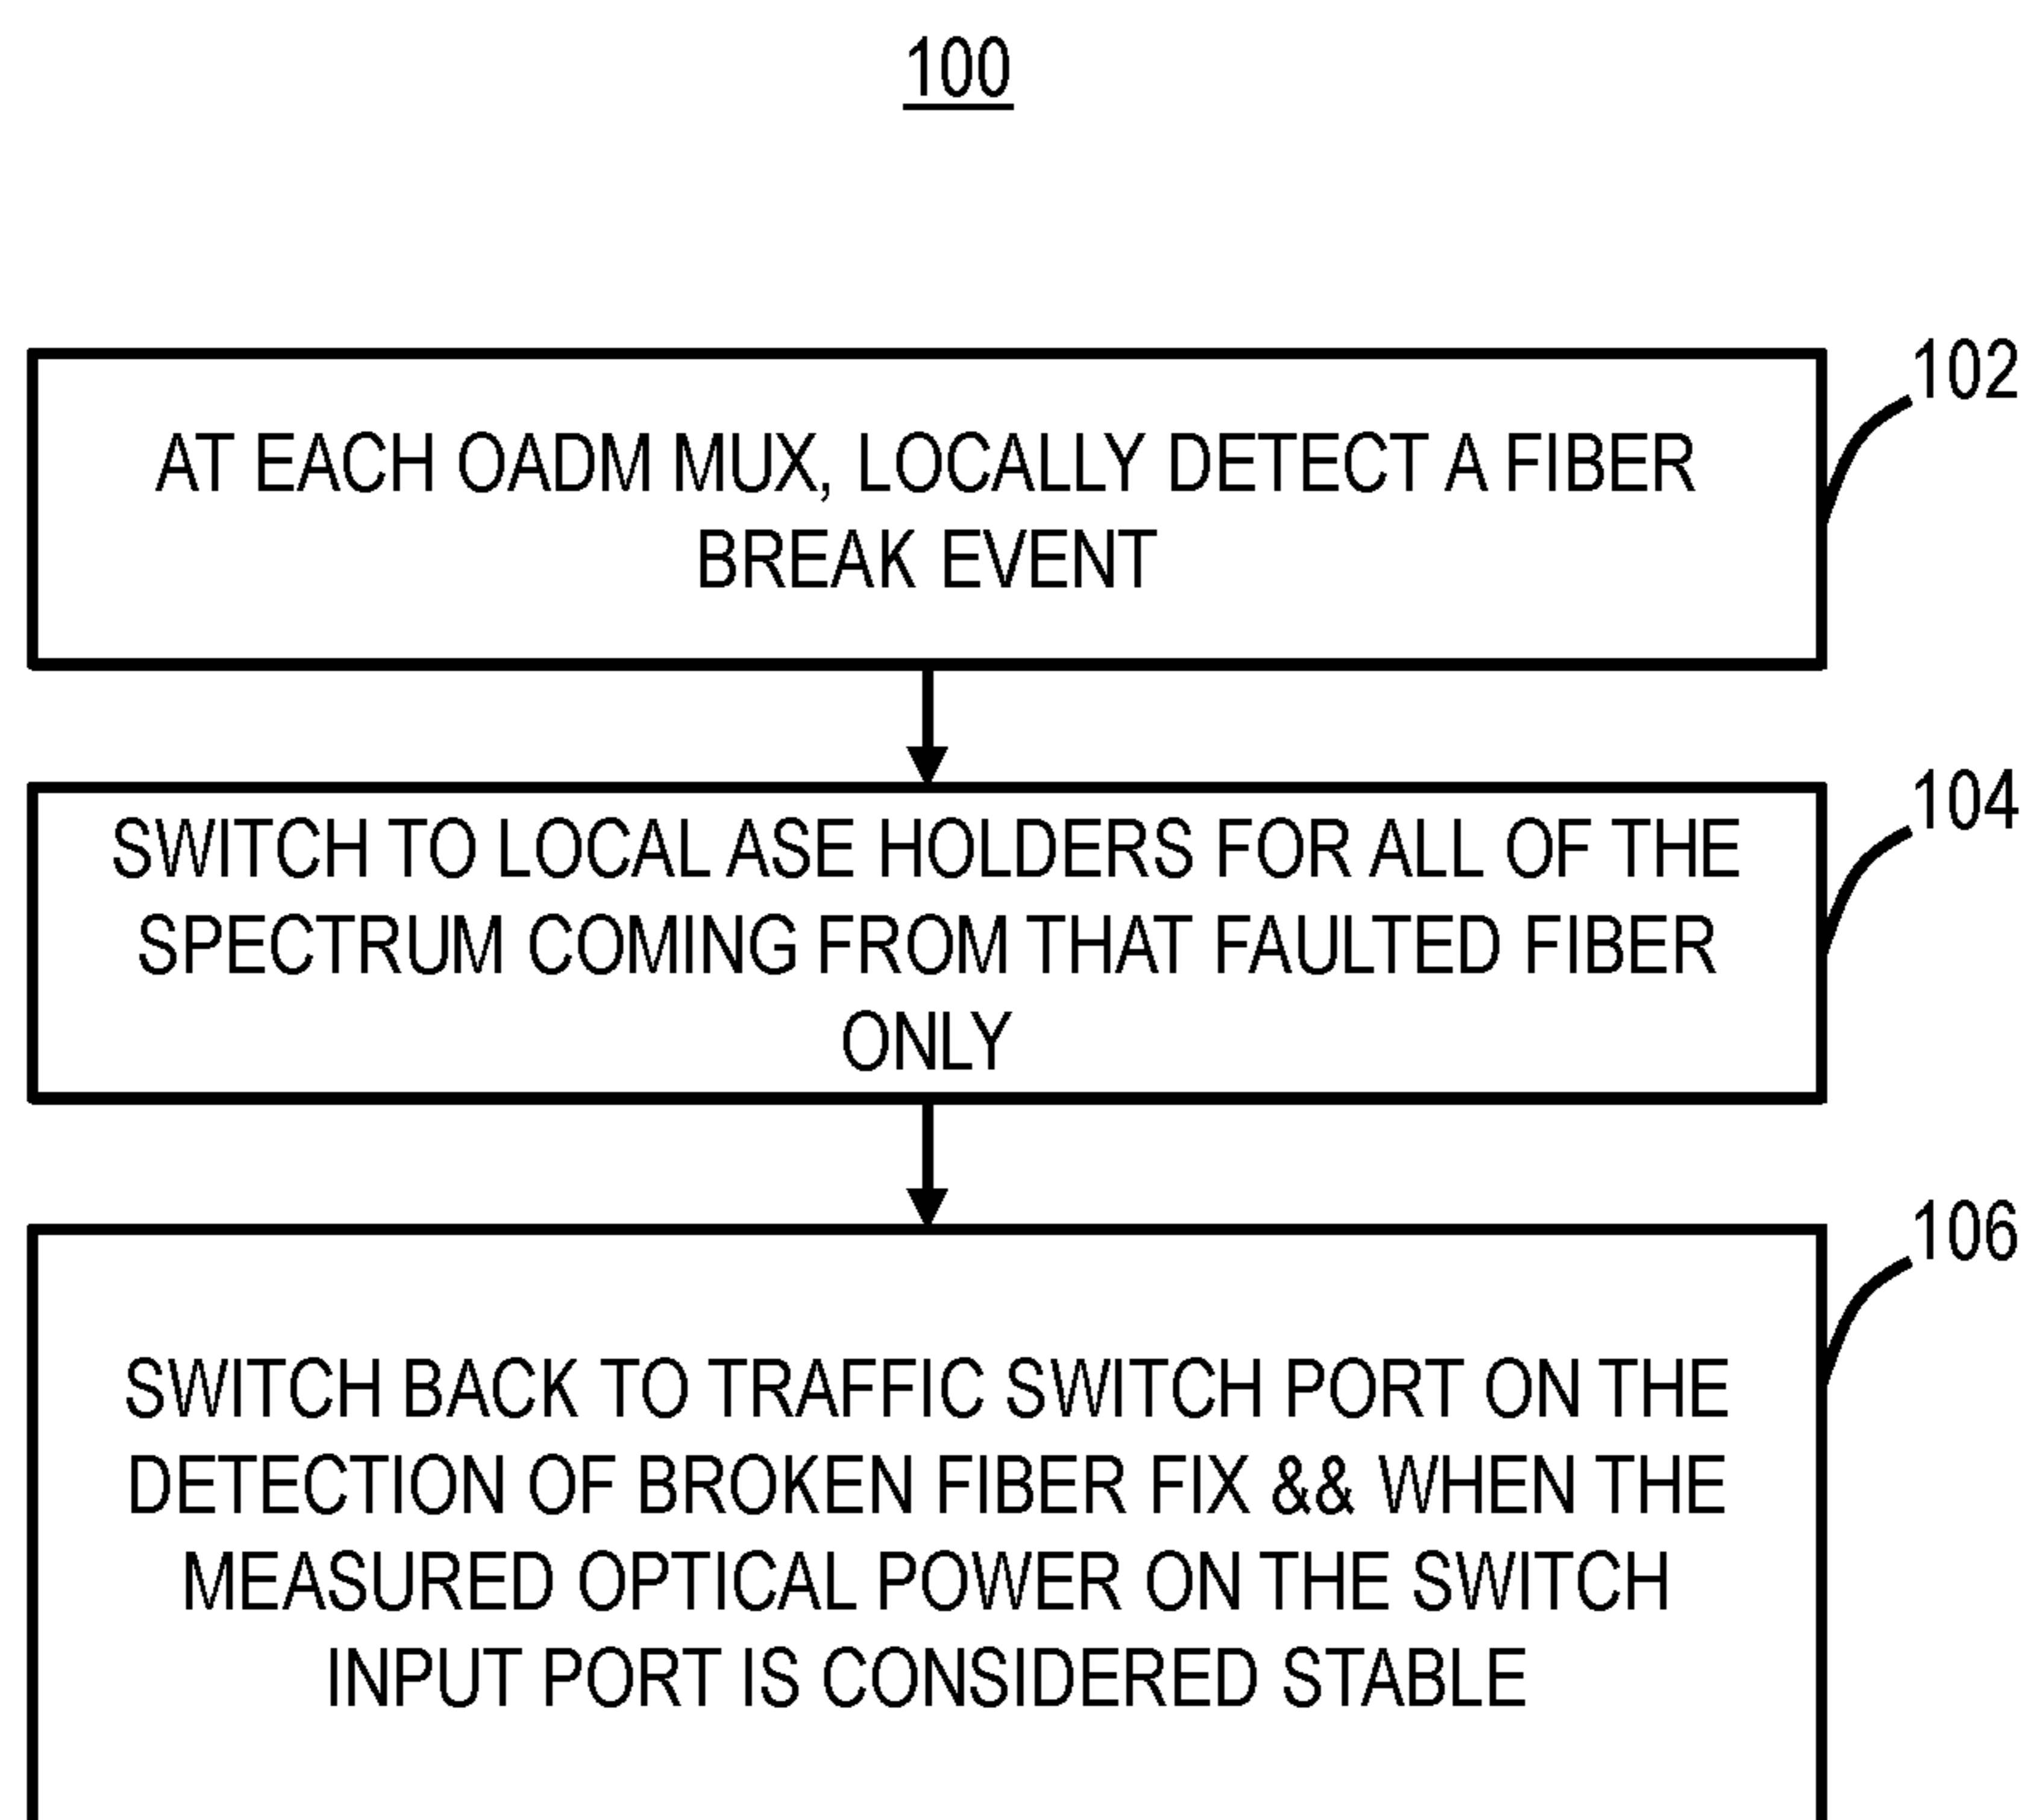 100
102
AT EACH OADM MUX, LOCALLY DETECT A FIBER
BREAK EVENT
104
SWITCH TO LOCAL ASE HOLDERS FOR ALL OF THE
SPECTRUM COMING FROM THAT FAULTED FIBER
ONLY
106
SWITCH BACK TO TRAFFIC SWITCH PORT ON THE
DETECTION OF BROKEN FIBER FIX && WHEN THE
MEASURED OPTICAL POWER ON THE SWITCH
INPUT PORT IS CONSIDERED STABLE